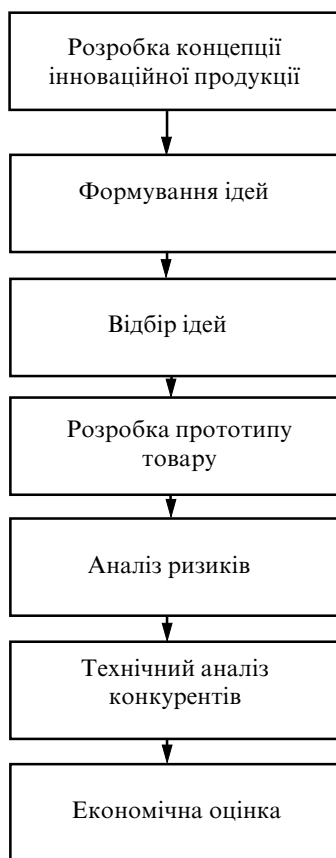 Розробка концепції
інноваційної продукції
Формування ідей
Відбір ідей
Розробка прототипу
товару
Аналіз ризиків
Технічний аналіз
конкурентів
Економічна оцінка